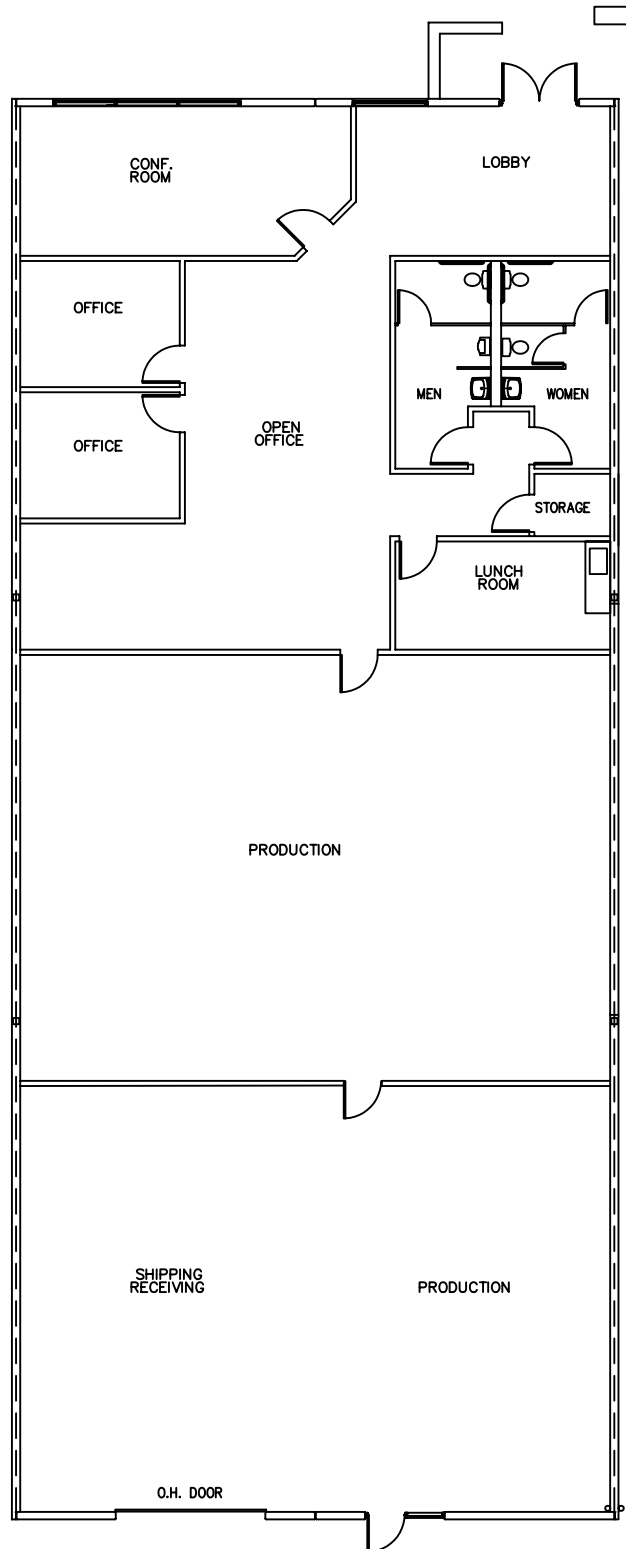 CONF.
ROOM
LOBBY
OFFICE
MEN
WOMEN
OPEN
OFFICE
OFFICE
STORAGE
LUNCH
ROOM
PRODUCTION
SHIPPING
RECEIVING
PRODUCTION
O.H. DOOR